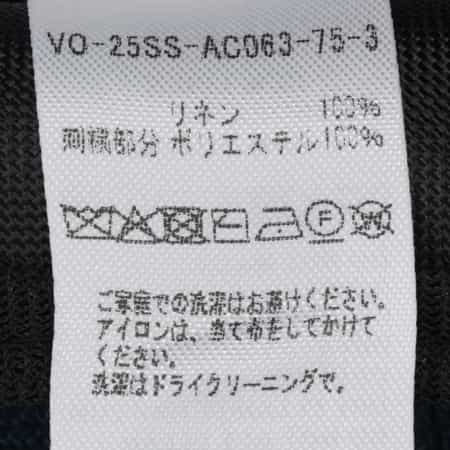 VO-25SS-AC063-75-3
リネン 100%
刺繍部分 ポリエステル100%
F W
ご家庭での洗濯はお避けください。
アイロンは、当て布をしてかけて
ください。
洗濯はドライクリーニングで。